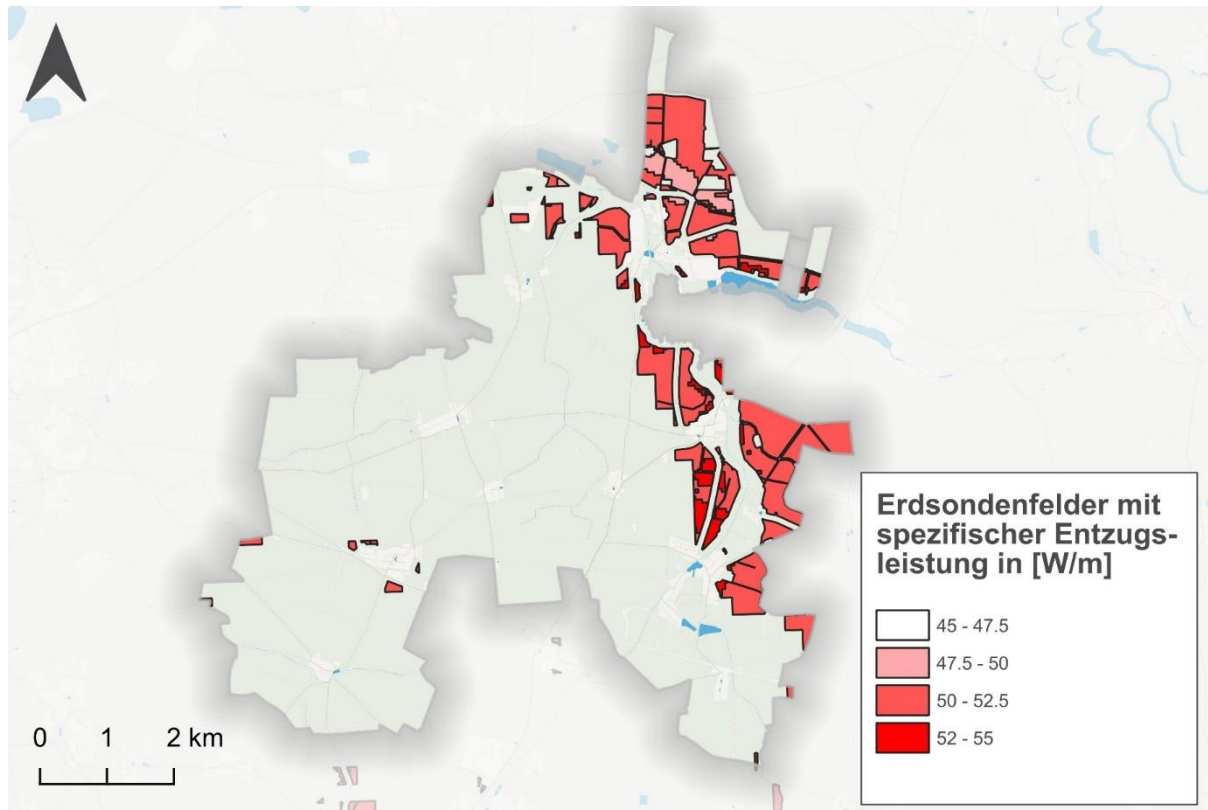 Erdsondenfelder mit
spezifischer Entzugs-
leistung in [W/m]
45 - 47.5
47.5 - 50
50 - 52.5
52 - 55
0 1 2 km